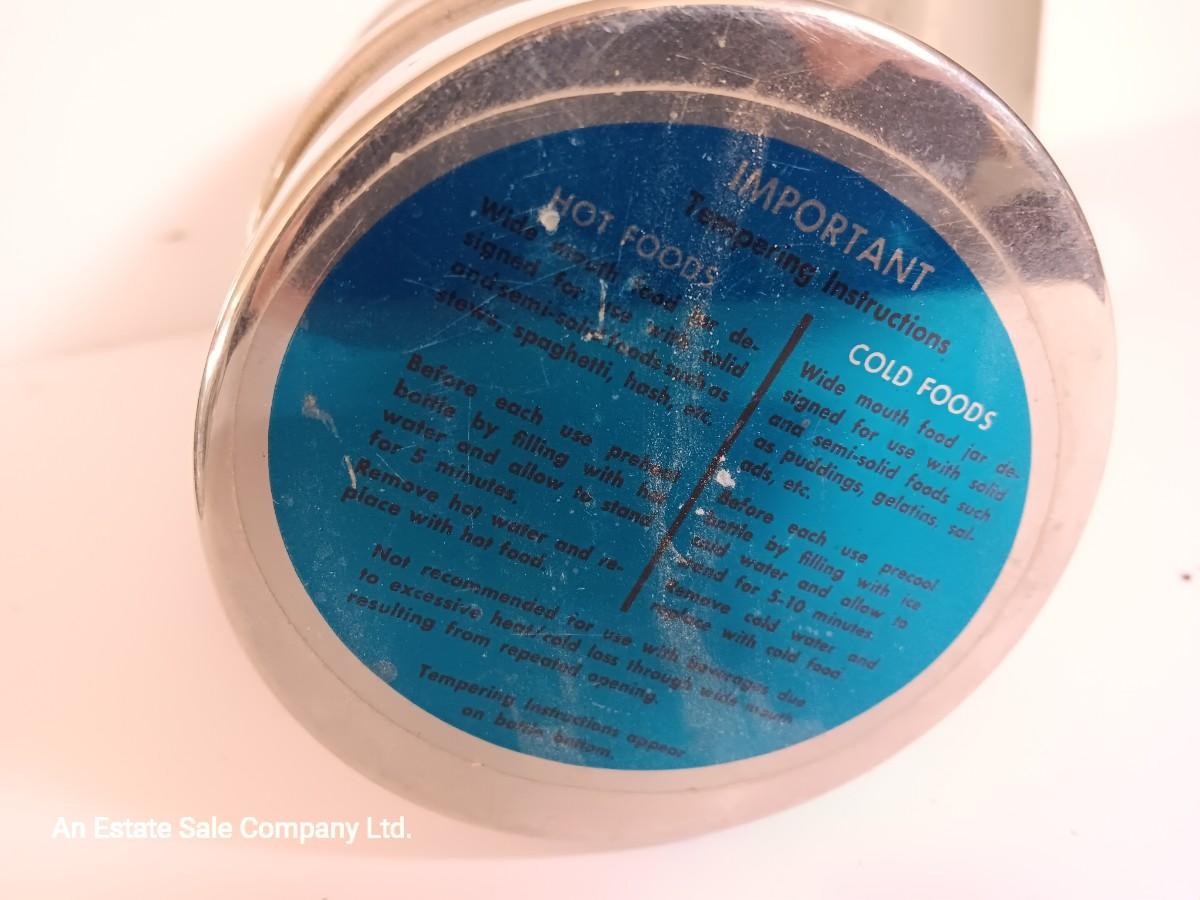 IMPORTANT
Tempering Instructions
HOT FOODS
Wide mouth food jar de-
signed for use with solid
and semi-solid foods such as
stews, spaghetti, hash, etc.
Before each use preheat
bottle by filling with hot
water and allow to stand
for 5 minutes.
Remove hot water and re-
place with hot food.
COLD FOODS
Wide mouth food jar de-
signed for use with solid
and semi-solid foods such
as puddings, gelatins, sal-
ads, etc.
Before each use precool
bottle by filling with ice
cold water and allow to
stand for 5-10 minutes.
Remove cold water and
replace with cold food
Not recommended for use with beverages due
to excessive heat/cold loss through wide mouth
resulting from repeated opening.
Tempering Instructions appear
on bottle bottom.
An Estate Sale Company Ltd.